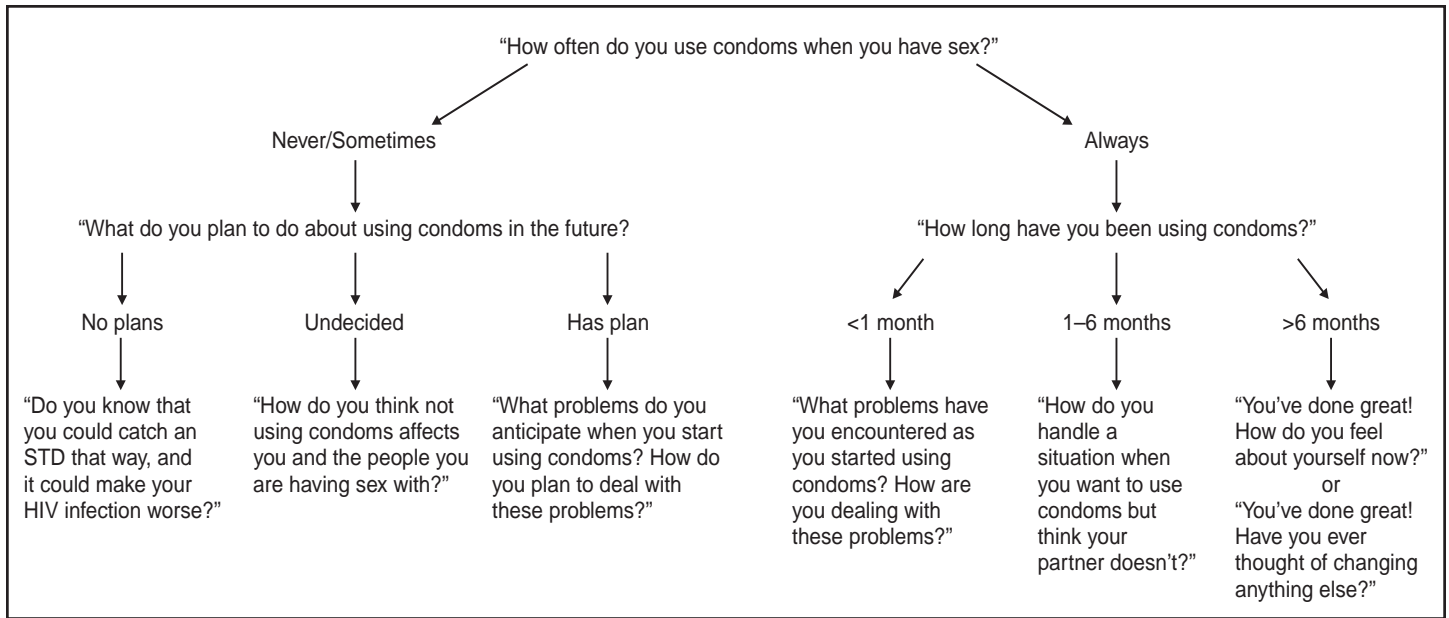 “How often do you use condoms when you have sex?”
Never/Sometimes
Always
“What do you plan to do about using condoms in the future?
“How long have you been using condoms?”
No plans
Undecided
Has plan
<1 month
1–6 months
>6 months
“Do you know that
you could catch an
STD that way, and
it could make your
HIV infection worse?”
“How do you think not
using condoms affects
you and the people you
are having sex with?”
“What problems do you
anticipate when you start
using condoms? How do
you plan to deal with
these problems?”
“What problems have
you encountered as
you started using
condoms? How are
you dealing with
these problems?”
“How do you
handle a
situation when
you want to use
condoms but
think your
partner doesn’t?”
“You’ve done great!
How do you feel
about yourself now?”
or
“You’ve done great!
Have you ever
thought of changing
anything else?”